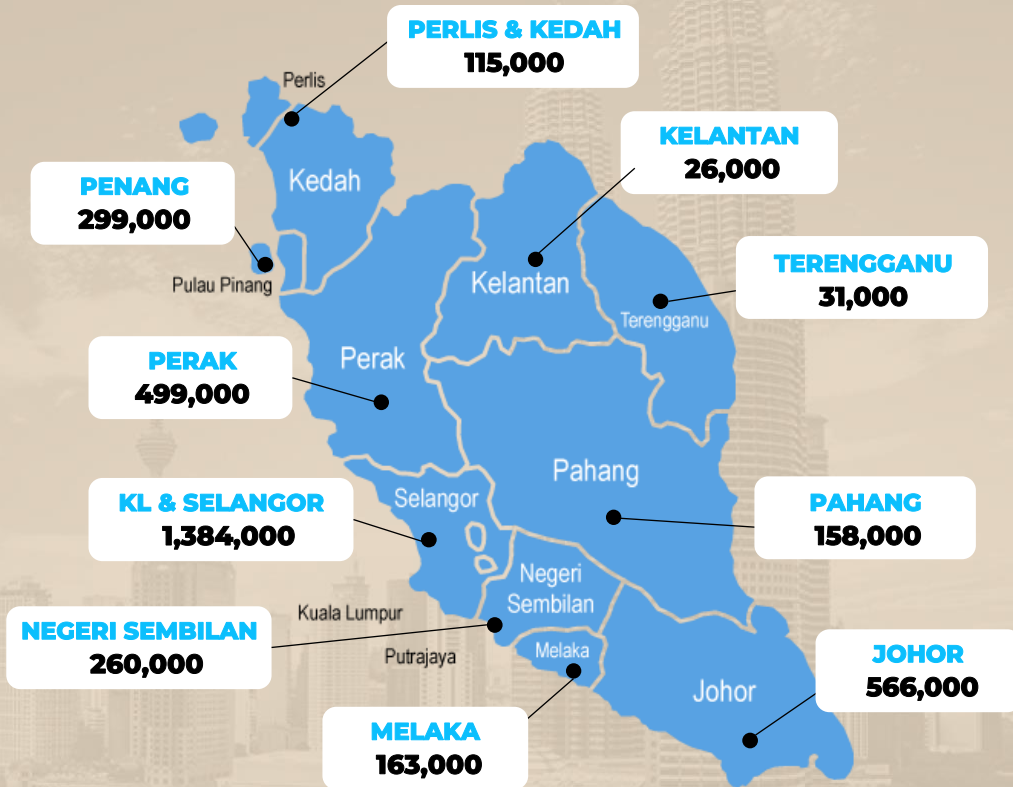 PERLIS & KEDAH
115,000
Perlis
KELANTAN
26,000
Kedah
PENANG
299,000
TERENGGANU
31,000
Pulau Pinang
Kelantan
Terengganu
PERAK
499,000
Perak
Pahang
KL & SELANGOR
1,384,000
Selangor
PAHANG
158,000
Negeri
Sembilan
Kuala Lumpur
NEGERI SEMBILAN
260,000
Putrajaya
Melaka
JOHOR
566,000
Johor
MELAKA
163,000